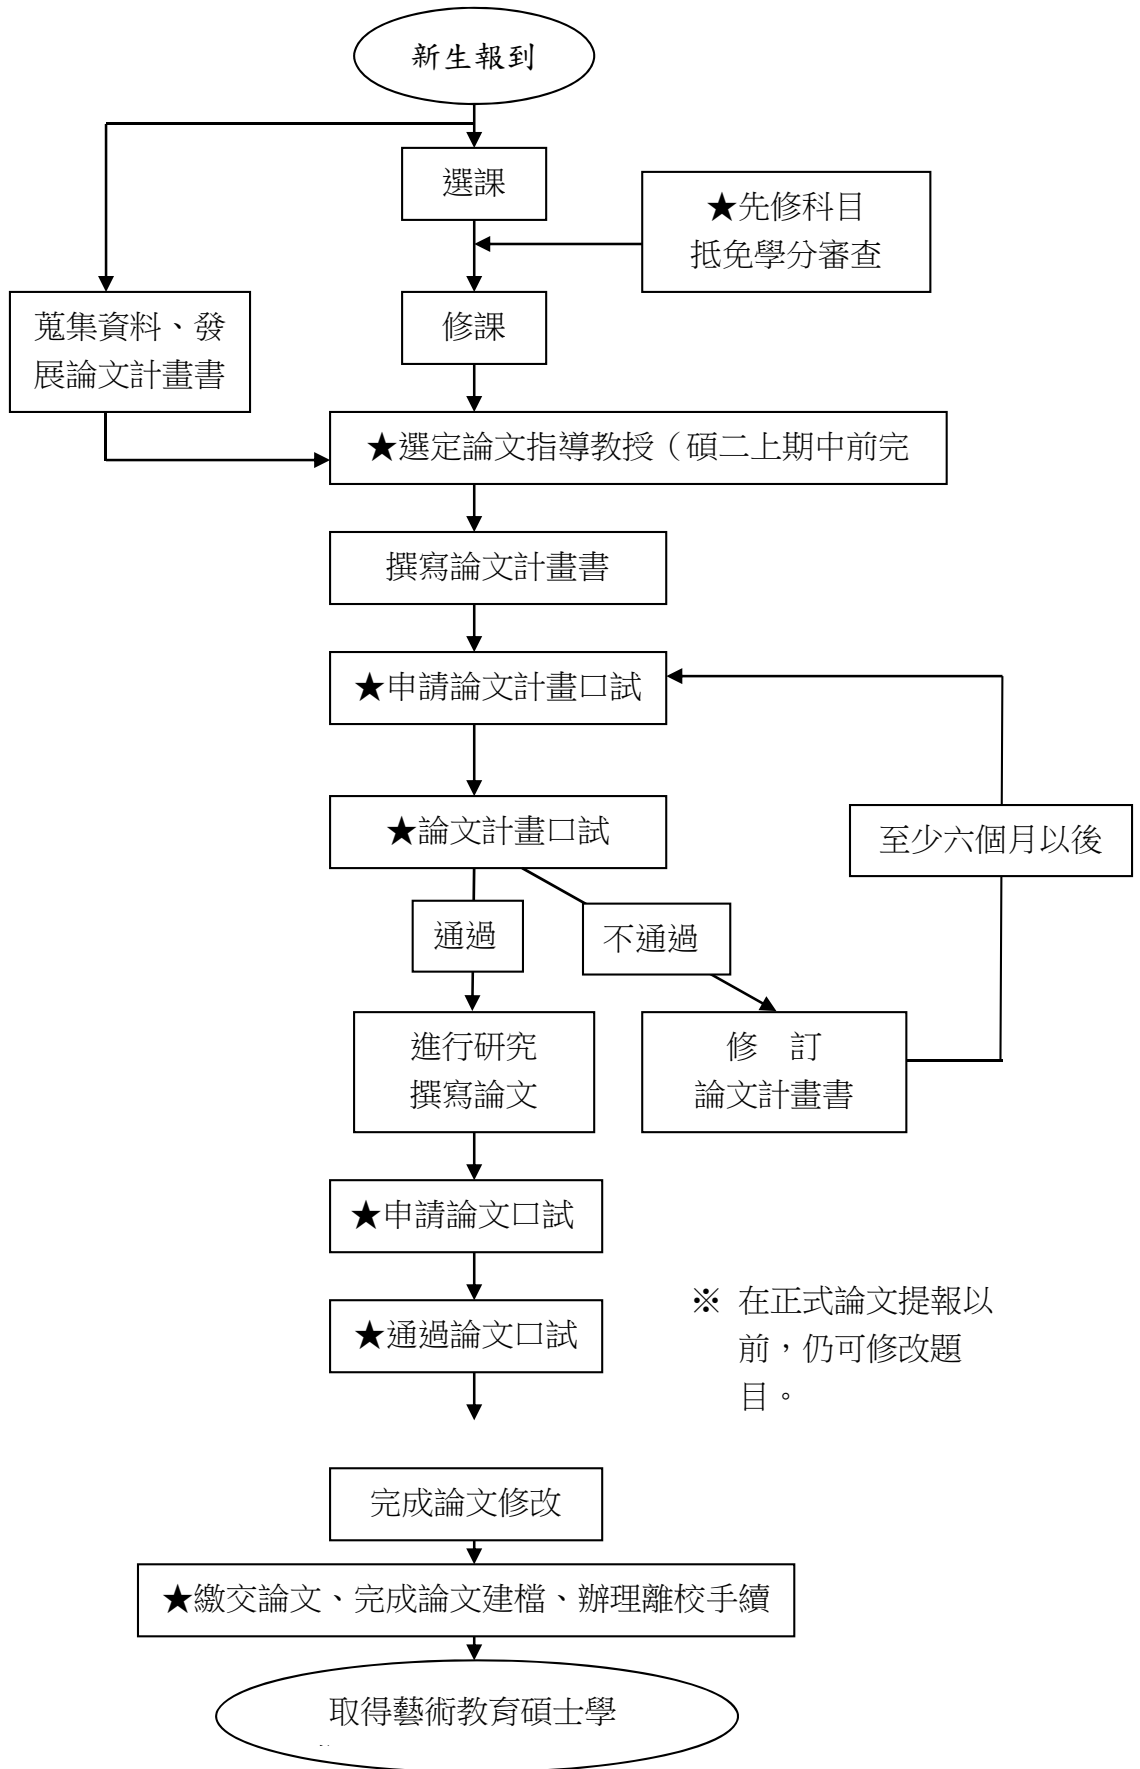 新生報到
選課
★先修科目
抵免學分審查
蒐集資料、發
展論文計畫書
修課
★選定論文指導教授（碩二上期中前完
撰寫論文計畫書
★申請論文計畫口試
★論文計畫口試
至少六個月以後
通過
不通過
進行研究
撰寫論文
修　訂
論文計畫書
★申請論文口試
★通過論文口試
※ 在正式論文提報以
前，仍可修改題
目。
完成論文修改
★繳交論文、完成論文建檔、辦理離校手續
取得藝術教育碩士學